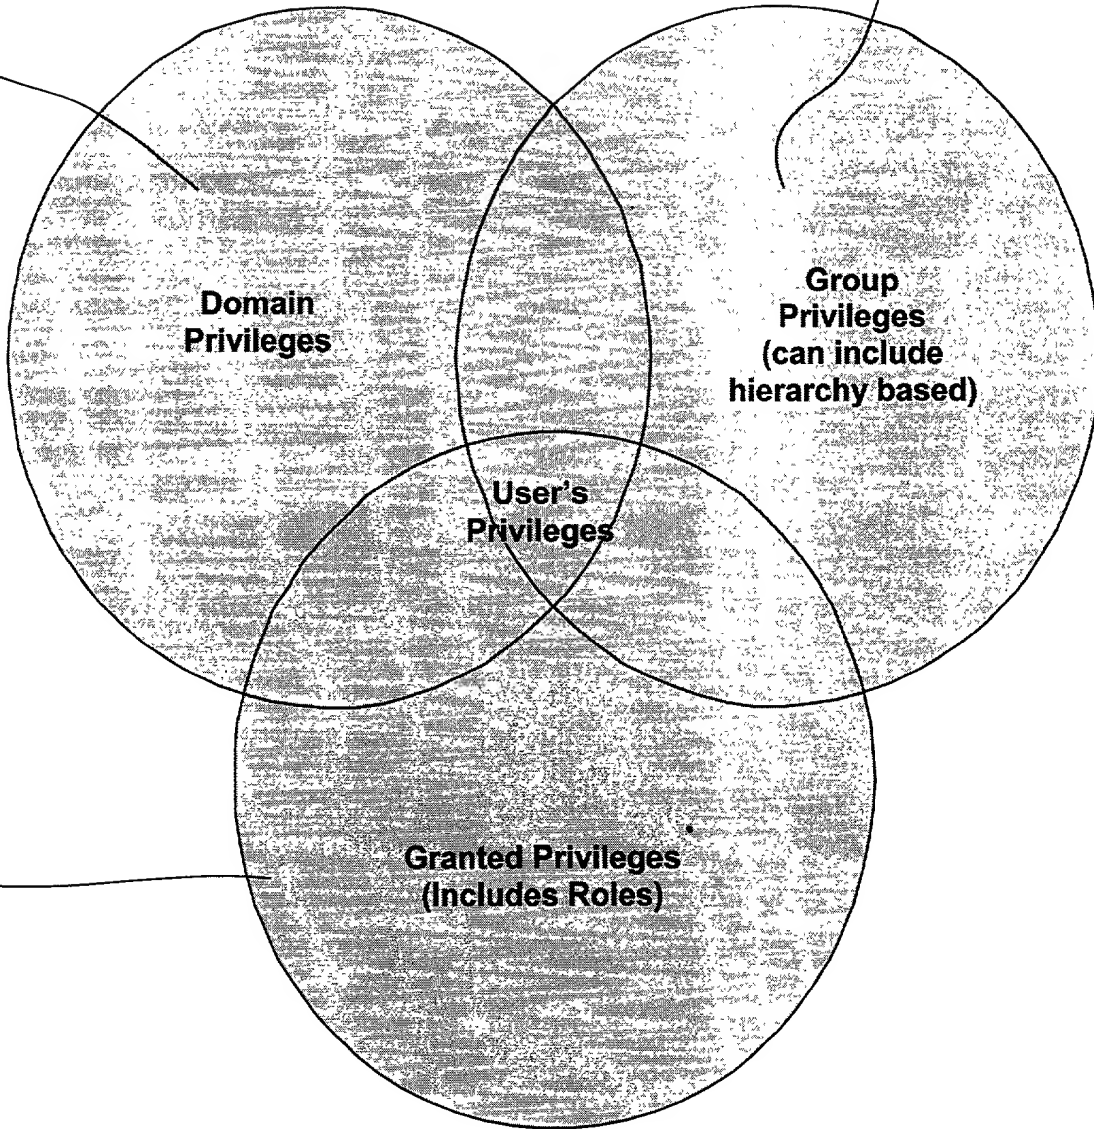 Domain
Privileges
Group
Privileges
(can include
hierarchy based)
User's
Privileges
Granted Privileges
(Includes Roles)